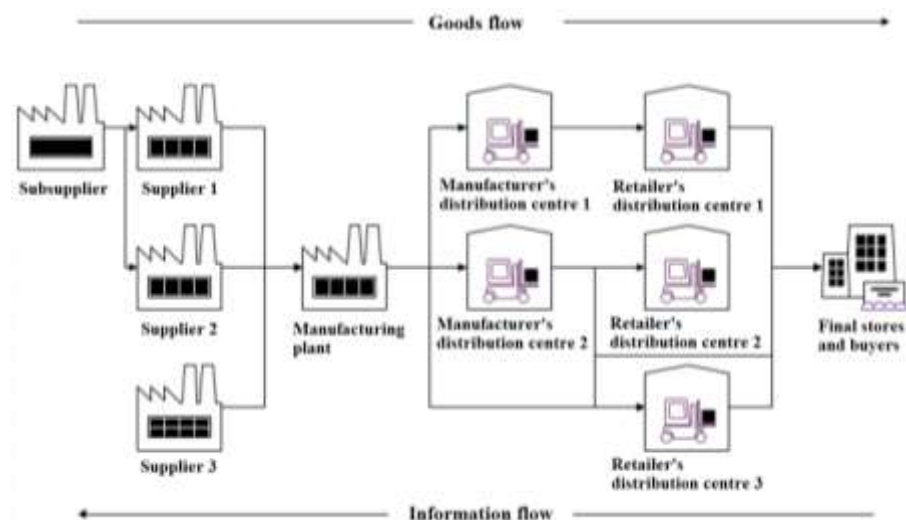 Goods flow
Subsupplier
Supplier 1
Manufacturer's
distribution centre 1
Retailer's
distribution centre 1
Supplier 2
Manufacturing
plant
Manufacturer's
distribution centre 2
Retailer's
distribution centre 2
Final stores
and buyers
Supplier 3
Retailer's
distribution centre 3
Information flow